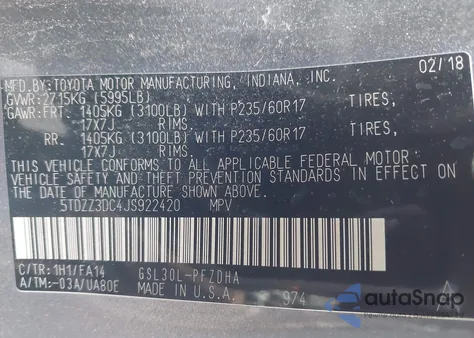 MFD.BY:TOYOTA MOTOR MANUFACTURING, INDIANA, INC. 02/18
GVWR:2715KG (5995LB)
GAWR:FRT. 1405KG (3100LB) WITH P235/60R17 TIRES,
17X7J RIMS
RR. 1405KG (3100LB) WITH P235/60R17 TIRES,
17X7J RIMS.
THIS VEHICLE CONFORMS TO ALL APPLICABLE FEDERAL MOTOR
VEHICLE SAFETY AND THEFT PREVENTION STANDARDS IN EFFECT ON
THE DATE OF MANUFACTURE SHOWN ABOVE.
5TDZZ3DC4JS922420 MPV
C/TR:1H1/FA14 GSL30L-PFZDHA
A/TM:-03A/UA80E MADE IN U.S.A. 974
autoSnap